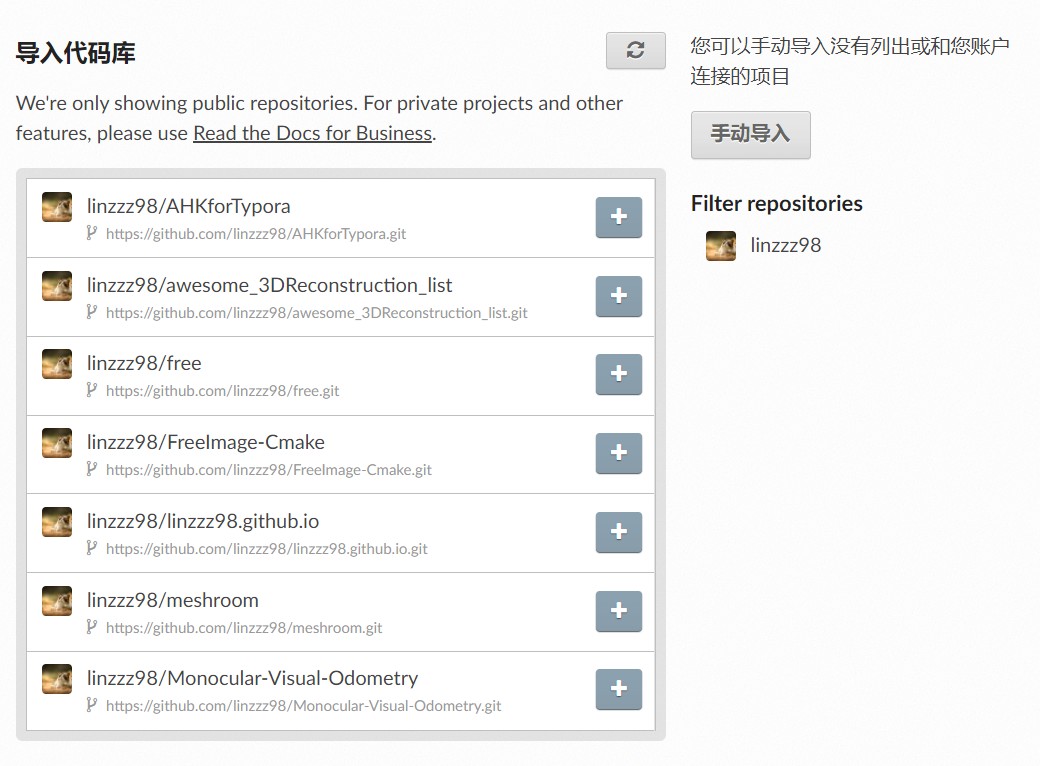 导入代码库
We're only showing public repositories. For private projects and other
features, please use Read the Docs for Business.
linzzz98/AHKforTypora
https://github.com/linzzz98/AHKforTypora.git
linzzz98/awesome_3DReconstruction_list
https://github.com/linzzz98/awesome_3DReconstruction_list.git
linzzz98/free
https://github.com/linzzz98/free.git
linzzz98/FreeImage-Cmake
https://github.com/linzzz98/FreeImage-Cmake.git
linzzz98/linzzz98.github.io
https://github.com/linzzz98/linzzz98.github.io.git
linzzz98/meshroom
https://github.com/linzzz98/meshroom.git
linzzz98/Monocular-Visual-Odometry
https://github.com/linzzz98/Monocular-Visual-Odometry.git
您可以手动导入没有列出或和您账户
连接的项目
手动导入
Filter repositories
linzzz98